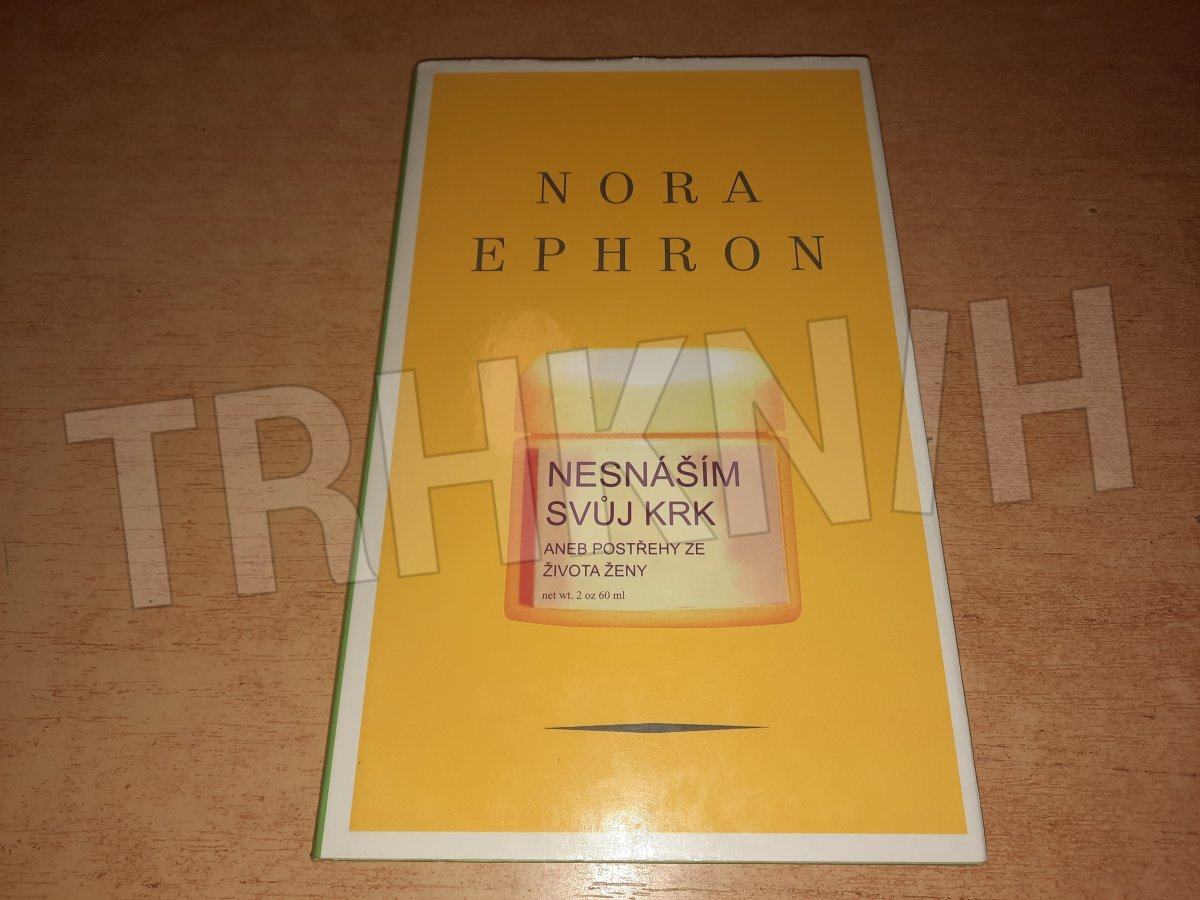 NORA
EPHRON
TRHKNIH
NESNÁŠÍM
SVŮJ KRK
ANEB POSTŘEHY ZE
ŽIVOTA ŽENY
net wt. 2 oz 60 ml